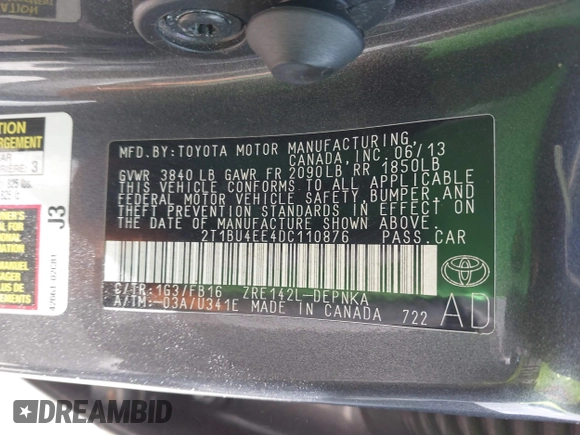 MFD.BY:TOYOTA MOTOR MANUFACTURING,
CANADA, INC. 06/13
GVWR 3840 LB GAWR FR 2090LB RR 1850LB
THIS VEHICLE CONFORMS TO ALL APPLICABLE
FEDERAL MOTOR VEHICLE SAFETY, BUMPER, AND
THEFT PREVENTION STANDARDS IN EFFECT ON
THE DATE OF MANUFACTURE SHOWN ABOVE.
2T1BU4EE4DC110876 PASS.CAR
C/TR: 1G3/FB16 ZRE142L-DEPNKA
A/TM: -03A/U341E MADE IN CANADA 722
AD
J3
42661 02G81
3
DREAMBID